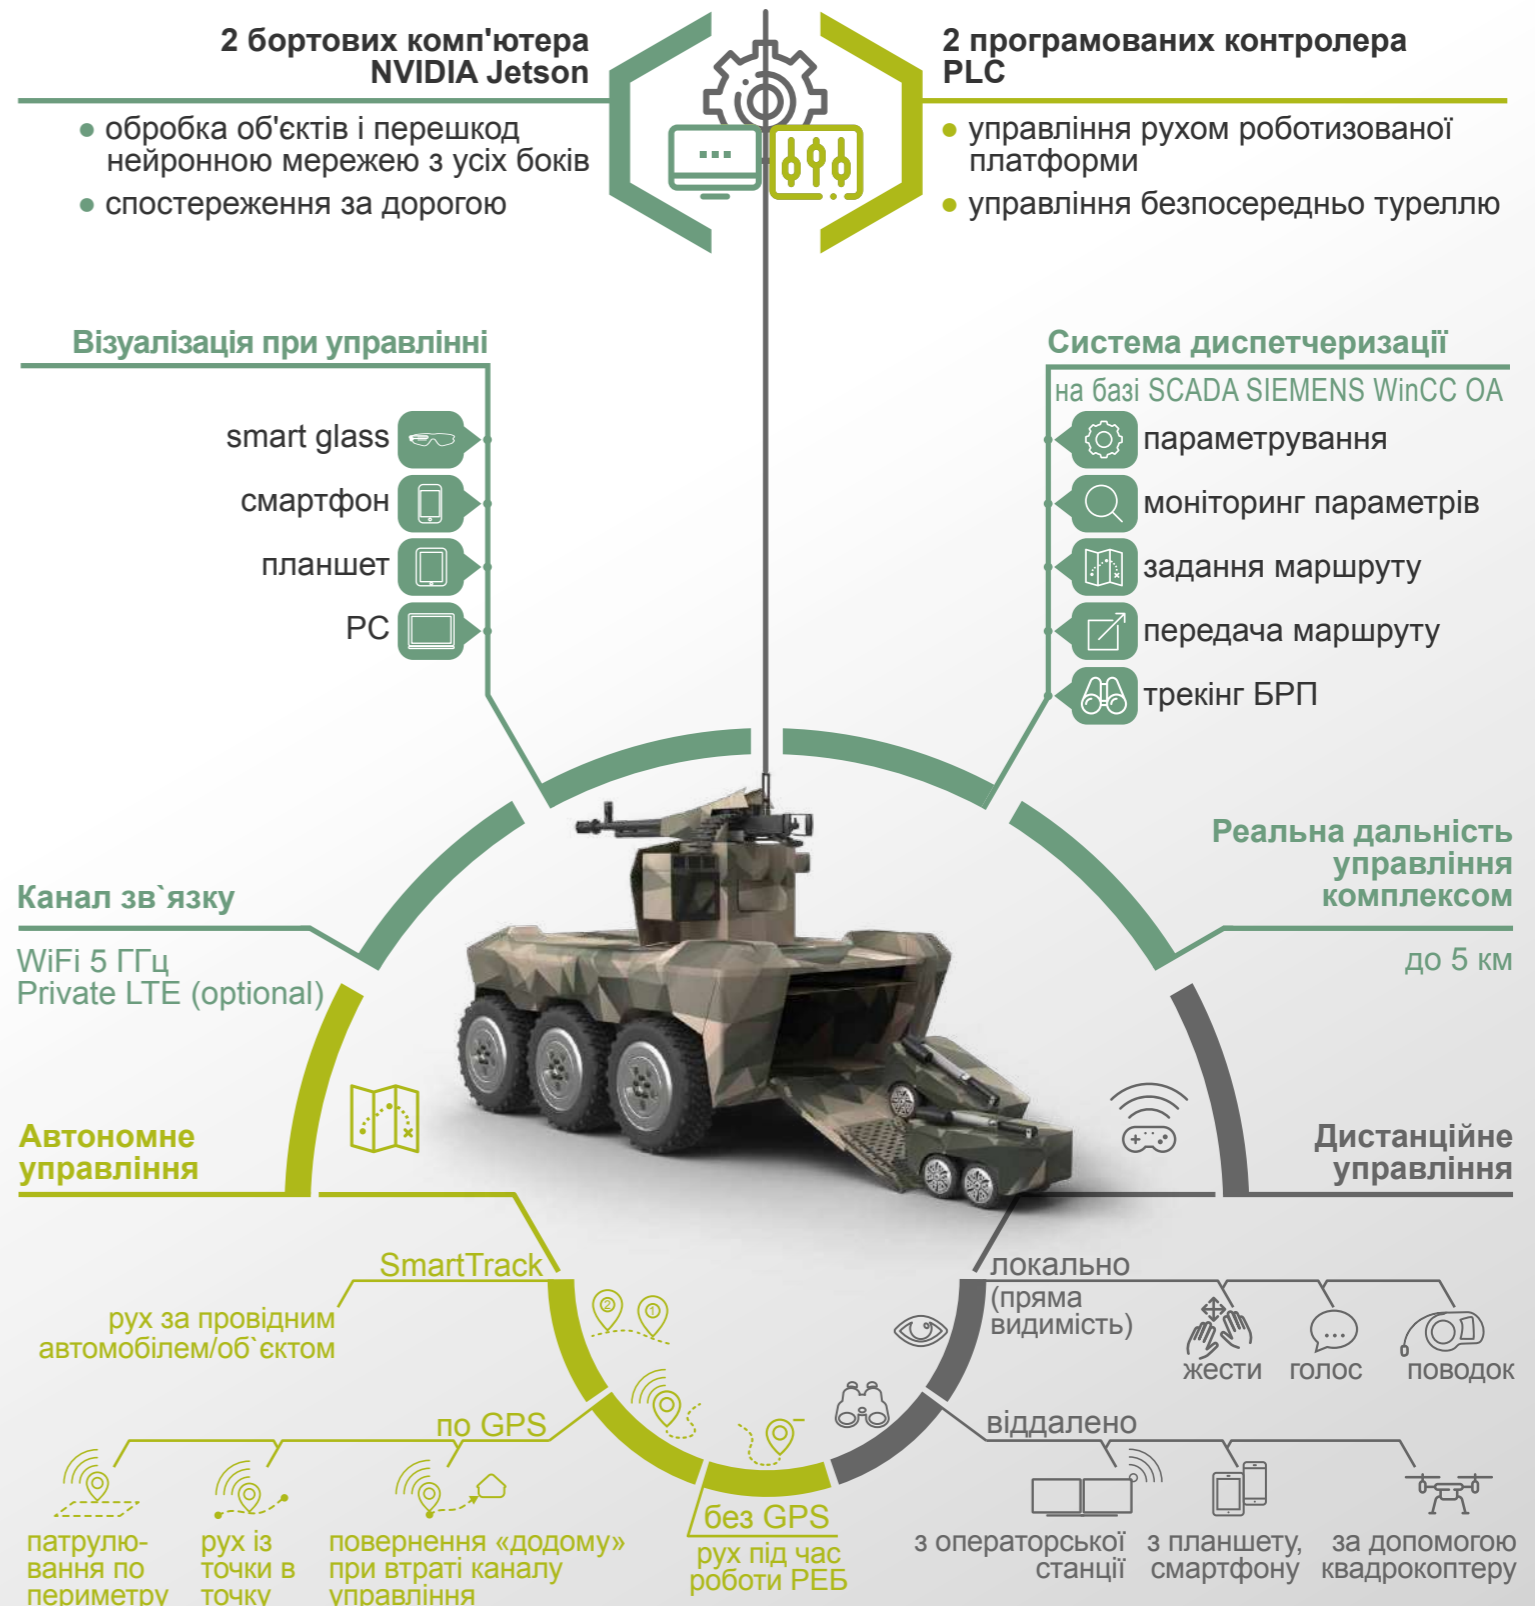 2 бортових комп'ютера
NVIDIA Jetson
обробка об'єктів і перешкод
нейронною мережею з усіх боків
спостереження за дорогою
2 програмованих контролера
PLC
управління рухом роботизованої
платформи
управління безпосередньо туреллю
Візуалізація при управлінні
smart glass
смартфон
планшет
PC
Система диспетчеризації
на базі SCADA SIEMENS WinCC OA
параметрування
моніторинг параметрів
задання маршруту
передача маршруту
трекінг БРП
Канал зв`язку
WiFi 5 ГГц
Private LTE (optional)
Реальна дальність
управління
комплексом
до 5 км
Автономне
управління
Дистанційне
управління
SmartTrack
рух за провідним
автомобілем/об`єктом
2
1
по GPS
патрулю-
вання по
периметру
рух із
точки в
точку
повернення «додому»
при втраті каналу
управління
без GPS
рух під час
роботи РЕБ
локально
(пряма
видимість)
жести
голос
поводок
віддалено
з операторської
станції
з планшету,
смартфону
за допомогою
квадрокоптеру